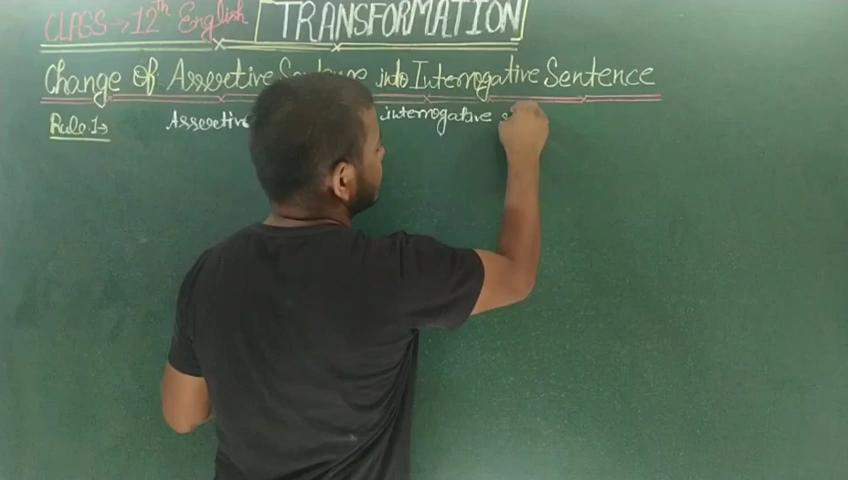 CLASS → 12th English TRANSFORMATION
Change Of Assertive Sentence into Interrogative Sentence
Rule:1→ Assertive interrogative